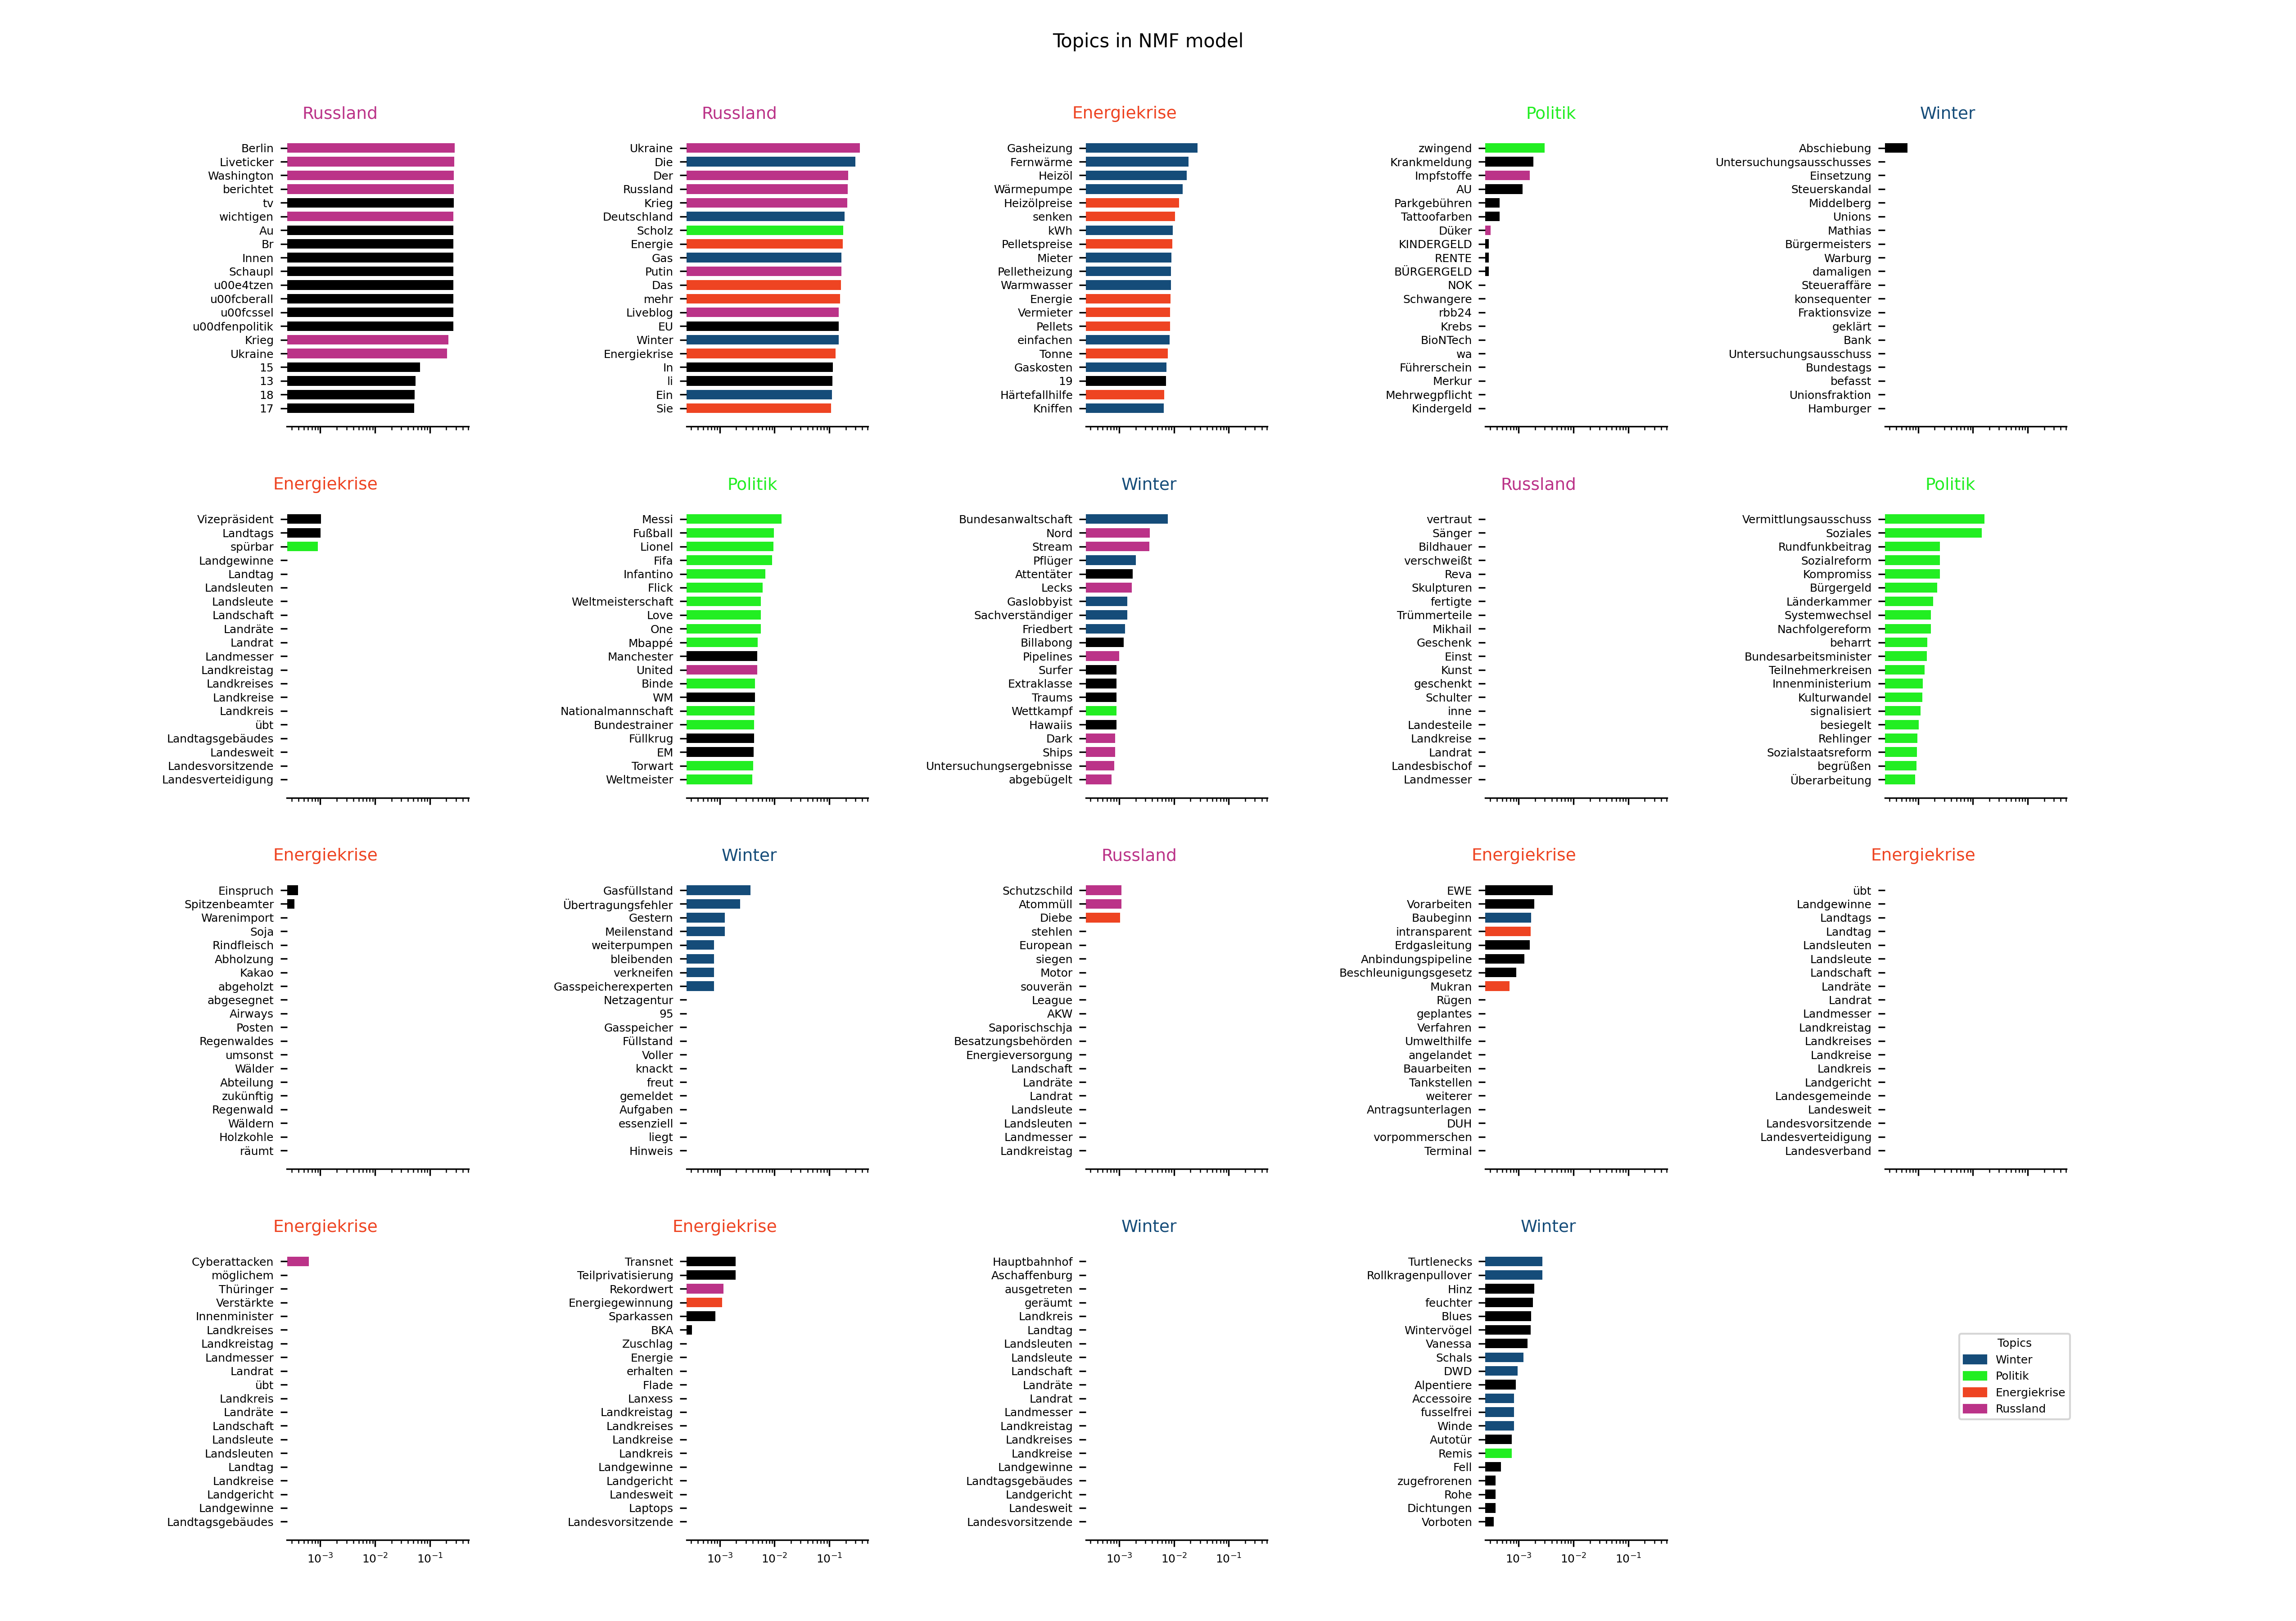 Topics in NMF model
Russland
Berlin
Liveticker
Washington
berichtet
tv
wichtigen
Au
Br
Innen
Schaupl
u00e4tzen
u00fcberall
u00fcssel
u00dfenpolitik
Krieg
Ukraine
15
13
18
17
Russland
Ukraine
Die
Der
Russland
Krieg
Deutschland
Scholz
Energie
Gas
Putin
Das
mehr
Liveblog
EU
Winter
Energiekrise
In
li
Ein
Sie
Energiekrise
Gasheizung
Fernwärme
Heizöl
Wärmepumpe
Heizölpreise
senken
kWh
Pelletspreise
Mieter
Pelletheizung
Warmwasser
Energie
Vermieter
Pellets
einfachen
Tonne
Gaskosten
19
Härtefallhilfe
Kniffen
Politik
zwingend
Krankmeldung
Impfstoffe
AU
Parkgebühren
Tattoofarben
Düker
KINDERGELD
RENTE
BÜRGERGELD
NOK
Schwangere
rbb24
Krebs
BioNTech
wa
Führerschein
Merkur
Mehrwegpflicht
Kindergeld
Winter
Abschiebung
Untersuchungsausschusses
Einsetzung
Steuerskandal
Middelberg
Unions
Mathias
Bürgermeisters
Warburg
damaligen
Steueraffäre
konsequenter
Fraktionsvize
geklärt
Bank
Untersuchungsausschuss
Bundestags
befasst
Unionsfraktion
Hamburger
Energiekrise
Vizepräsident
Landtags
spürbar
Landgewinne
Landtag
Landsleuten
Landsleute
Landschaft
Landräte
Landrat
Landmesser
Landkreistag
Landkreises
Landkreise
Landkreis
übt
Landtagsgebäudes
Landesweit
Landesvorsitzende
Landesverteidigung
Politik
Messi
Fußball
Lionel
Fifa
Infantino
Flick
Weltmeisterschaft
Love
One
Mbappé
Manchester
United
Binde
WM
Nationalmannschaft
Bundestrainer
Füllkrug
EM
Torwart
Weltmeister
Winter
Bundesanwaltschaft
Nord
Stream
Pflüger
Attentäter
Lecks
Gaslobbyist
Sachverständiger
Friedbert
Billabong
Pipelines
Surfer
Extraklasse
Traums
Wettkampf
Hawaiis
Dark
Ships
Untersuchungsergebnisse
abgebügelt
Russland
vertraut
Sänger
Bildhauer
verschweißt
Reva
Skulpturen
fertigte
Trümmerteile
Mikhail
Geschenk
Einst
Kunst
geschenkt
Schulter
inne
Landesteile
Landkreise
Landrat
Landesbischof
Landmesser
Politik
Vermittlungsausschuss
Soziales
Rundfunkbeitrag
Sozialreform
Kompromiss
Bürgergeld
Länderkammer
Systemwechsel
Nachfolgereform
beharrt
Bundesarbeitsminister
Teilnehmerkreisen
Innenministerium
Kulturwandel
signalisiert
besiegelt
Rehlinger
Sozialstaatsreform
begrüßen
Überarbeitung
Energiekrise
Einspruch
Spitzenbeamter
Warenimport
Soja
Rindfleisch
Abholzung
Kakao
abgeholzt
abgesegnet
Airways
Posten
Regenwaldes
umsonst
Wälder
Abteilung
zukünftig
Regenwald
Wäldern
Holzkohle
räumt
Winter
Gasfüllstand
Übertragungsfehler
Gestern
Meilenstand
weiterpumpen
bleibenden
verkneifen
Gasspeicherexperten
Netzagentur
95
Gasspeicher
Füllstand
Voller
knackt
freut
gemeldet
Aufgaben
essenziell
liegt
Hinweis
Russland
Schutzschild
Atommüll
Diebe
stehlen
European
siegen
Motor
souverän
League
AKW
Saporischschja
Besatzungsbehörden
Energieversorgung
Landschaft
Landräte
Landrat
Landsleute
Landsleuten
Landmesser
Landkreistag
Energiekrise
EWE
Vorarbeiten
Baubeginn
intransparent
Erdgasleitung
Anbindungspipeline
Beschleunigungsgesetz
Mukran
Rügen
geplantes
Verfahren
Umwelthilfe
angelandet
Bauarbeiten
Tankstellen
weiterer
Antragsunterlagen
DUH
vorpommerschen
Terminal
Energiekrise
übt
Landgewinne
Landtags
Landtag
Landsleuten
Landsleute
Landschaft
Landräte
Landrat
Landmesser
Landkreistag
Landkreises
Landkreise
Landkreis
Landgericht
Landesgemeinde
Landesweit
Landesvorsitzende
Landesverteidigung
Landesverband
Energiekrise
Cyberattacken
möglichem
Thüringer
Verstärkte
Innenminister
Landkreises
Landkreistag
Landmesser
Landrat
übt
Landkreis
Landräte
Landschaft
Landsleute
Landsleuten
Landtag
Landkreise
Landgericht
Landgewinne
Landtagsgebäudes
10⁻³ 10⁻² 10⁻¹
Energiekrise
Transnet
Teilprivatisierung
Rekordwert
Energiegewinnung
Sparkassen
BKA
Zuschlag
Energie
erhalten
Flade
Lanxess
Landkreistag
Landkreises
Landkreise
Landkreis
Landgewinne
Landgericht
Landesweit
Laptops
Landesvorsitzende
10⁻³ 10⁻² 10⁻¹
Winter
Hauptbahnhof
Aschaffenburg
ausgetreten
geräumt
Landkreis
Landtag
Landsleuten
Landsleute
Landschaft
Landräte
Landrat
Landmesser
Landkreistag
Landkreises
Landkreise
Landgewinne
Landtagsgebäudes
Landgericht
Landesweit
Landesvorsitzende
10⁻³ 10⁻² 10⁻¹
Winter
Turtlenecks
Rollkragenpullover
Hinz
feuchter
Blues
Wintervögel
Vanessa
Schals
DWD
Alpentiere
Accessoire
fusselfrei
Winde
Autotür
Remis
Fell
zugefrorenen
Rohe
Dichtungen
Vorboten
10⁻³ 10⁻² 10⁻¹
Topics
Winter
Politik
Energiekrise
Russland